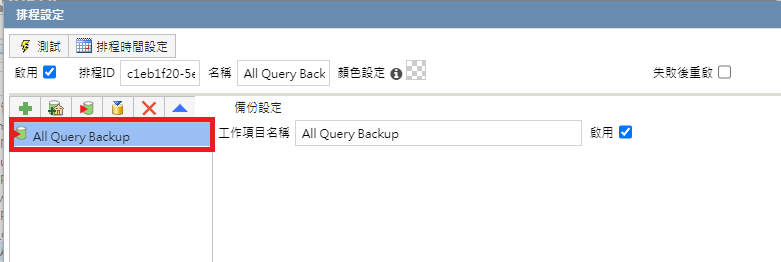 排程設定
測試 排程時間設定
啟用 排程ID c1eb1f20-5e 名稱 All Query Back 顏色設定 失敗後重啟
備份設定
All Query Backup 工作項目名稱 All Query Backup 啟用